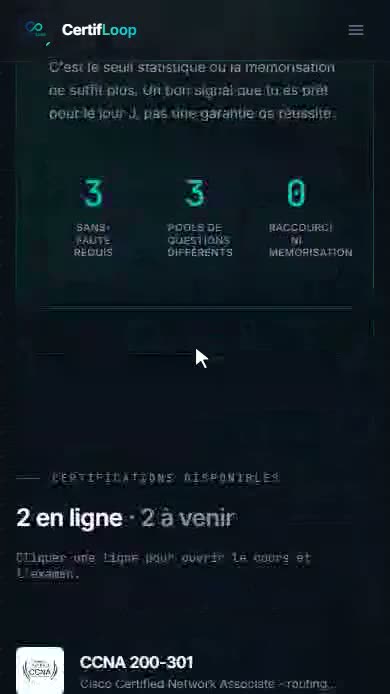 CertifLoop
C'est le seuil statistique où la mémorisation
ne suffit plus. Un bon signal que tu es prêt
pour le jour J, pas une garantie de réussite.
3 3 0
SANS-
FAUTE
REQUIS
POOLS DE
QUESTIONS
DIFFÉRENTS
RACCOURCI
NI
MÉMORISATION
CERTIFICATIONS DISPONIBLES
2 en ligne · 2 à venir
Cliquer une ligne pour ouvrir le cours et
l'examen.
CCNA
CCNA 200-301
Cisco Certified Network Associate - routing…